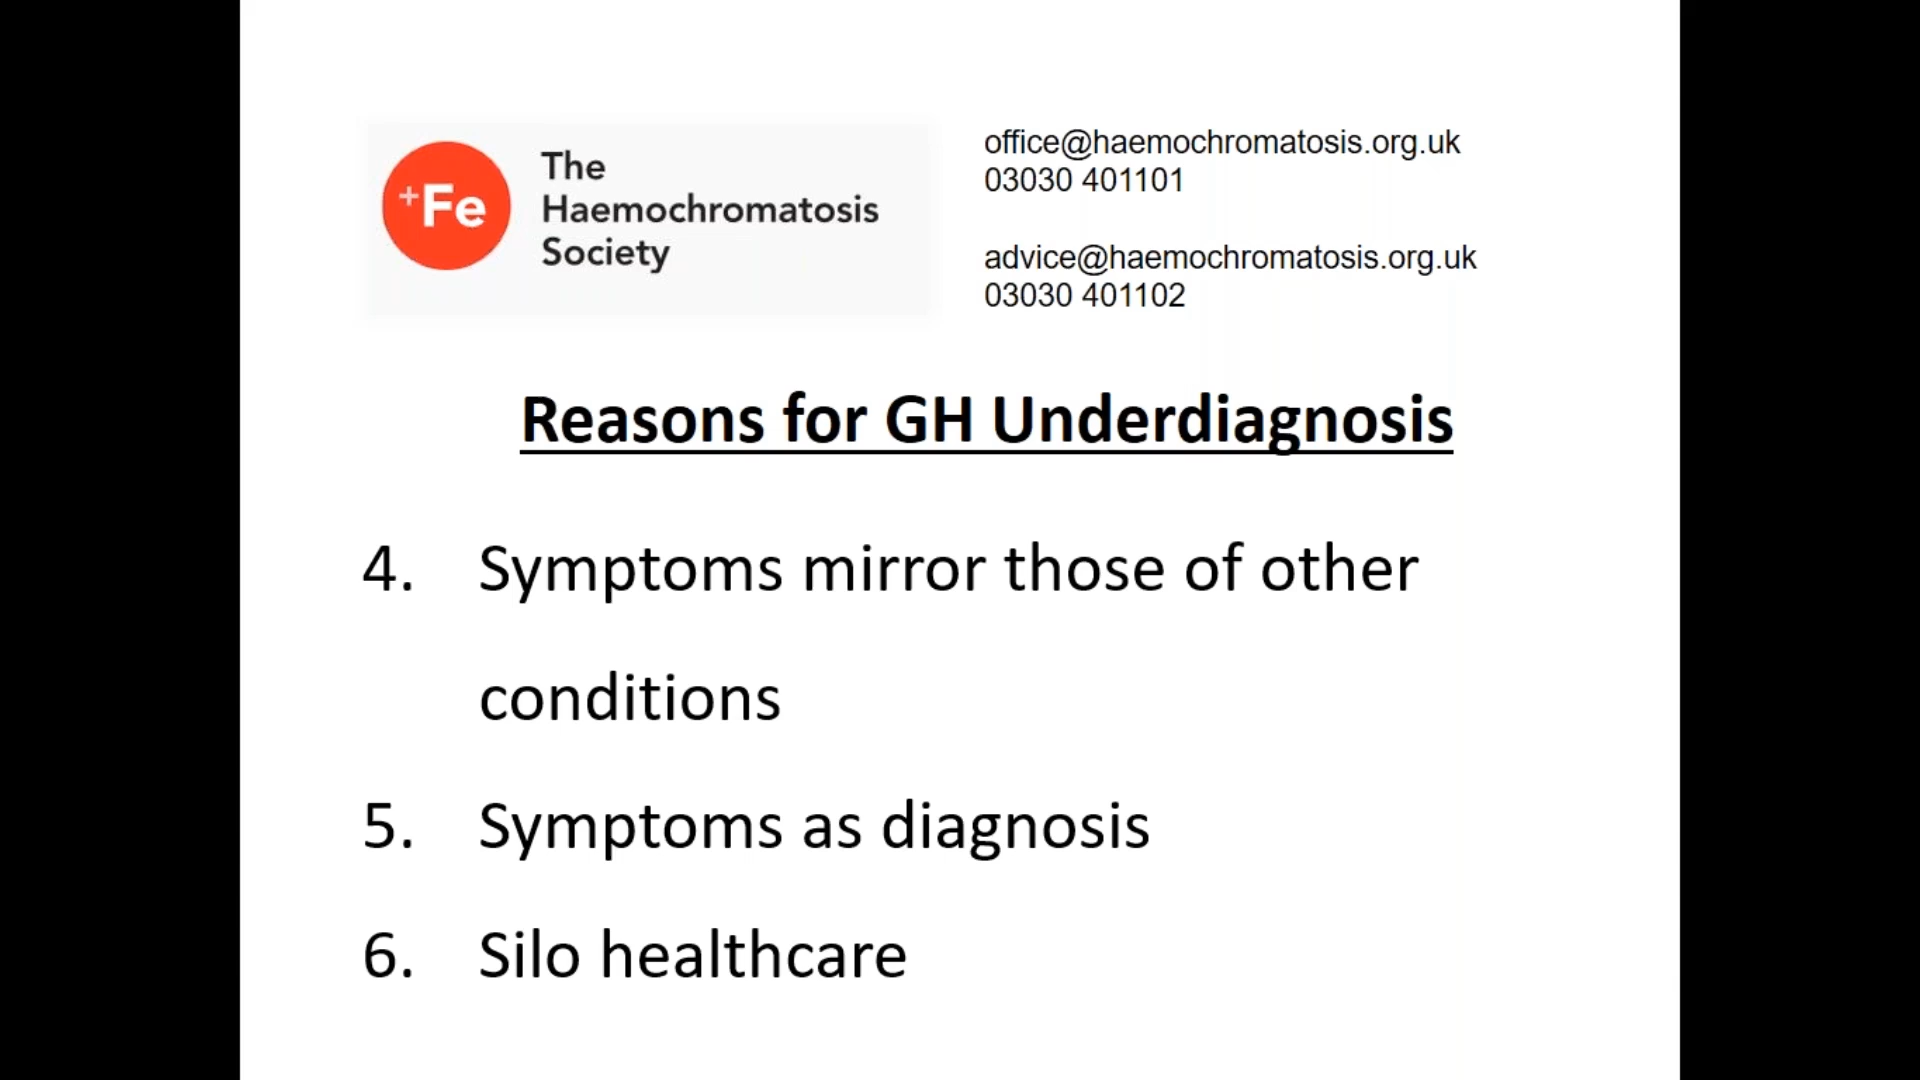 +Fe
The
Haemochromatosis
Society
office@haemochromatosis.org.uk
03030 401101
advice@haemochromatosis.org.uk
03030 401102
Reasons for GH Underdiagnosis
4. Symptoms mirror those of other
conditions
5. Symptoms as diagnosis
6. Silo healthcare